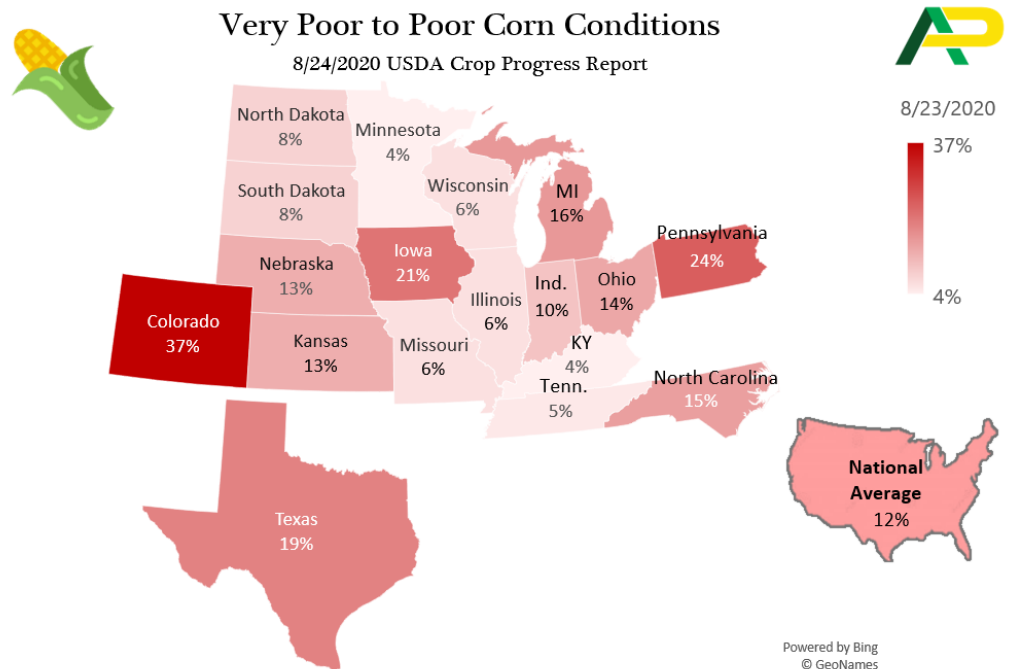 Very Poor to Poor Corn Conditions
8/24/2020 USDA Crop Progress Report
AP
8/23/2020
37%
4%
North Dakota
8%
Minnesota
4%
South Dakota
8%
Wisconsin
6%
MI
16%
Pennsylvania
24%
Iowa
21%
Nebraska
13%
Illinois
6%
Ind.
10%
Ohio
14%
Colorado
37%
Kansas
13%
Missouri
6%
KY
4%
Tenn.
5%
North Carolina
15%
Texas
19%
National
Average
12%
Powered by Bing
© GeoNames